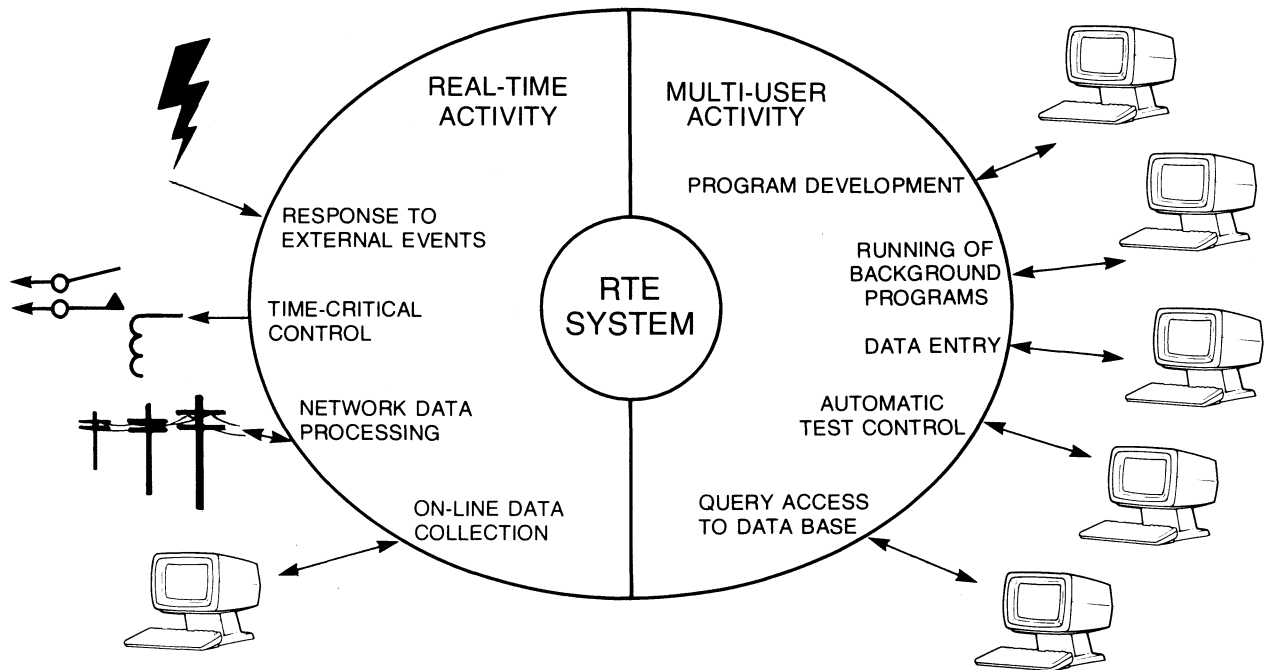 REAL-TIME
ACTIVITY
RESPONSE TO
EXTERNAL EVENTS
TIME-CRITICAL
CONTROL
NETWORK DATA
PROCESSING
ON-LINE DATA
COLLECTION
RTE
SYSTEM
MULTI-USER
ACTIVITY
PROGRAM DEVELOPMENT
RUNNING OF
BACKGROUND
PROGRAMS
DATA ENTRY
AUTOMATIC
TEST CONTROL
QUERY ACCESS
TO DATA BASE